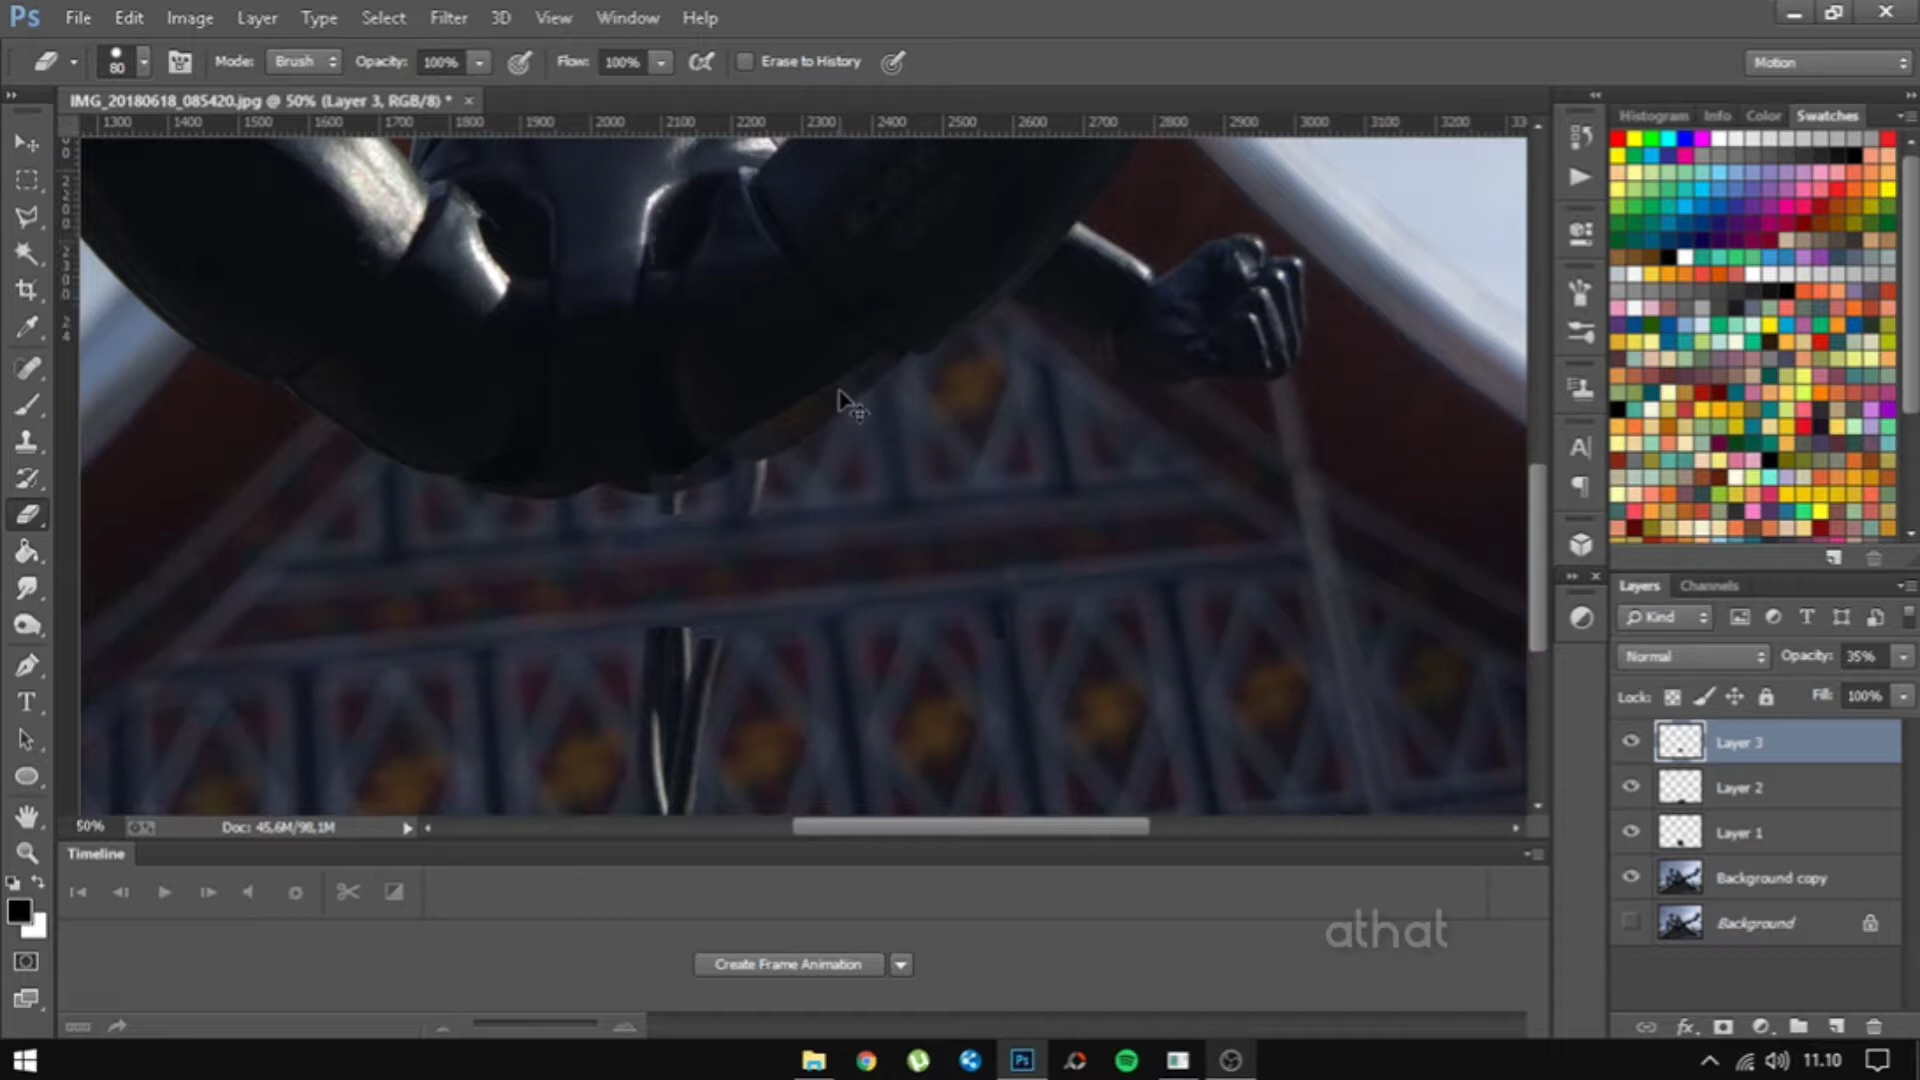 Ps File Edit Image Layer Type Select Filter 3D View Window Help
80 Mode: Brush Opacity: 100% Flow: 100% Erase to History Motion
IMG_20180618_085420.jpg @ 50% (Layer 3, RGB/8) * ×
Histogram Info Color Swatches
1300 1400 1500 1600 1700 1800 1900 2000 2100 2200 2300 2400 2500 2600 2700 2800 2900 3000 3100 3200 33
Layers Channels
Kind
Normal Opacity: 35%
Lock: Fill: 100%
Layer 3
Layer 2
Layer 1
Background copy
Background
50% Doc: 45,6M/98,1M
Timeline
athat
Create Frame Animation
Ps 11.10